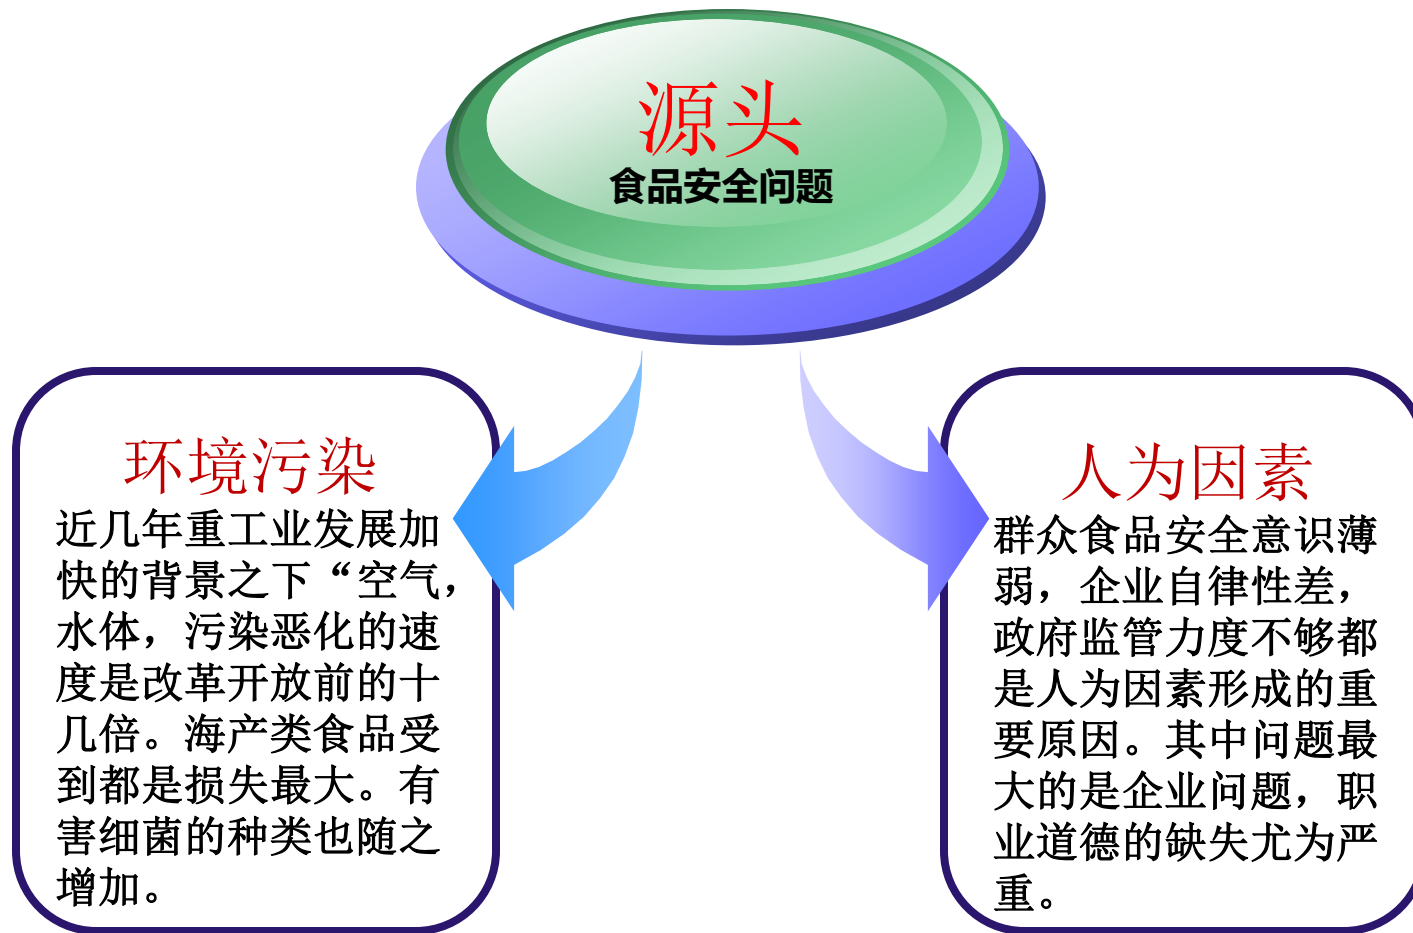 源头
食品安全问题
环境污染
近几年重工业发展加
快的背景之下“空气，
水体，污染恶化的速
度是改革开放前的十
几倍。海产类食品受
到都是损失最大。有
害细菌的种类也随之
增加。
人为因素
群众食品安全意识薄
弱，企业自律性差，
政府监管力度不够都
是人为因素形成的重
要原因。其中问题最
大的是企业问题，职
业道德的缺失尤为严
重。